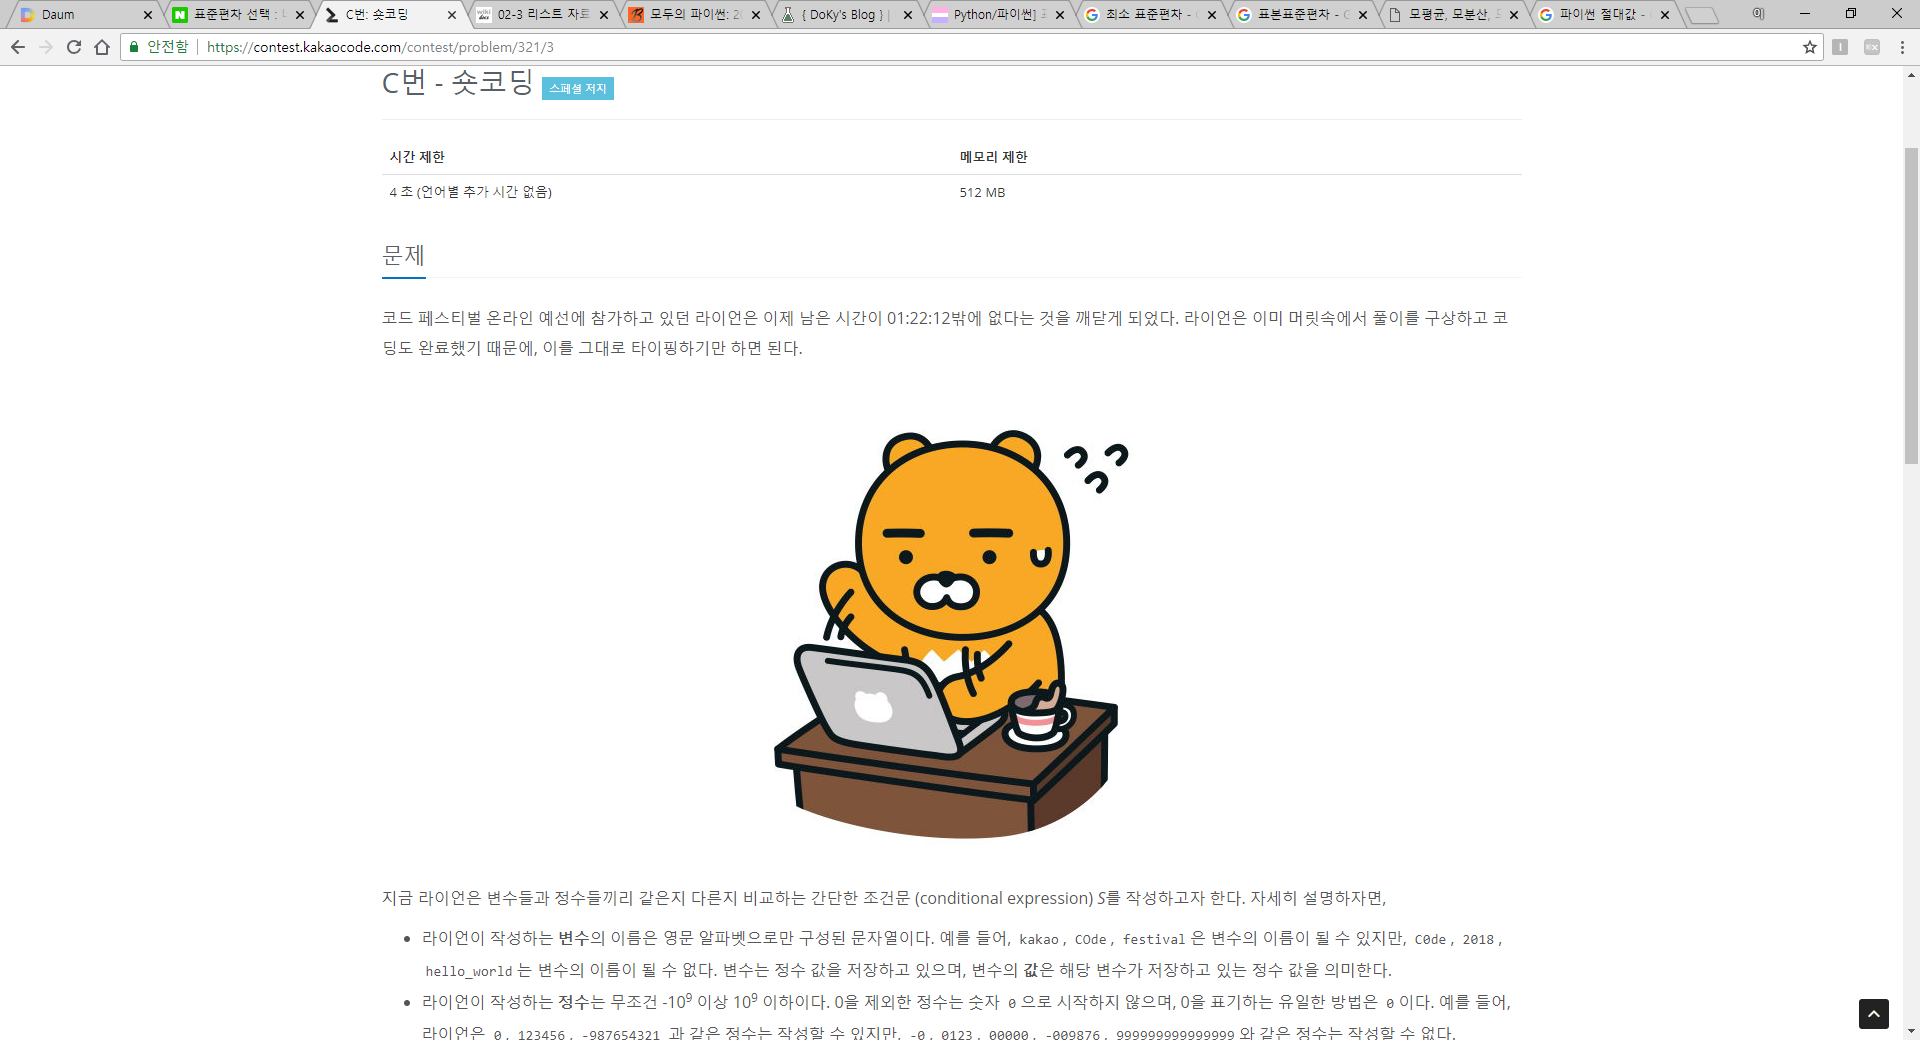 Daum
표준편차 선택 : 
C번: 숏코딩
02-3 리스트 자료
모두의 파이썬: 2
{ DoKy's Blog } |
Python/파이썬]
최소 표준편차 -
표본표준편차 -
모평균, 모분산,
파이썬 절대값 -
안전함 | https://contest.kakaocode.com/contest/problem/321/3
C번 - 숏코딩 스페셜 저지
시간 제한 메모리 제한
4 초 (언어별 추가 시간 없음) 512 MB
문제
코드 페스티벌 온라인 예선에 참가하고 있던 라이언은 이제 남은 시간이 01:22:12밖에 없다는 것을 깨닫게 되었다. 라이언은 이미 머릿속에서 풀이를 구상하고 코
딩도 완료했기 때문에, 이를 그대로 타이핑하기만 하면 된다.
지금 라이언은 변수들과 정수들끼리 같은지 다른지 비교하는 간단한 조건문 (conditional expression) S를 작성하고자 한다. 자세히 설명하자면,
• 라이언이 작성하는 변수의 이름은 영문 알파벳으로만 구성된 문자열이다. 예를 들어, kakao, COde, festival 은 변수의 이름이 될 수 있지만, C0de, 2018,
hello_world 는 변수의 이름이 될 수 없다. 변수는 정수 값을 저장하고 있으며, 변수의 값은 해당 변수가 저장하고 있는 정수 값을 의미한다.
• 라이언이 작성하는 정수는 무조건 -10⁹ 이상 10⁹ 이하이다. 0을 제외한 정수는 숫자 0 으로 시작하지 않으며, 0을 표기하는 유일한 방법은 0 이다. 예를 들어,
라이언은 0, 123456, -987654321 과 같은 정수는 작성할 수 있지만, -0, 0123, 00000, -009876, 999999999999999 와 같은 정수는 작성할 수 없다.